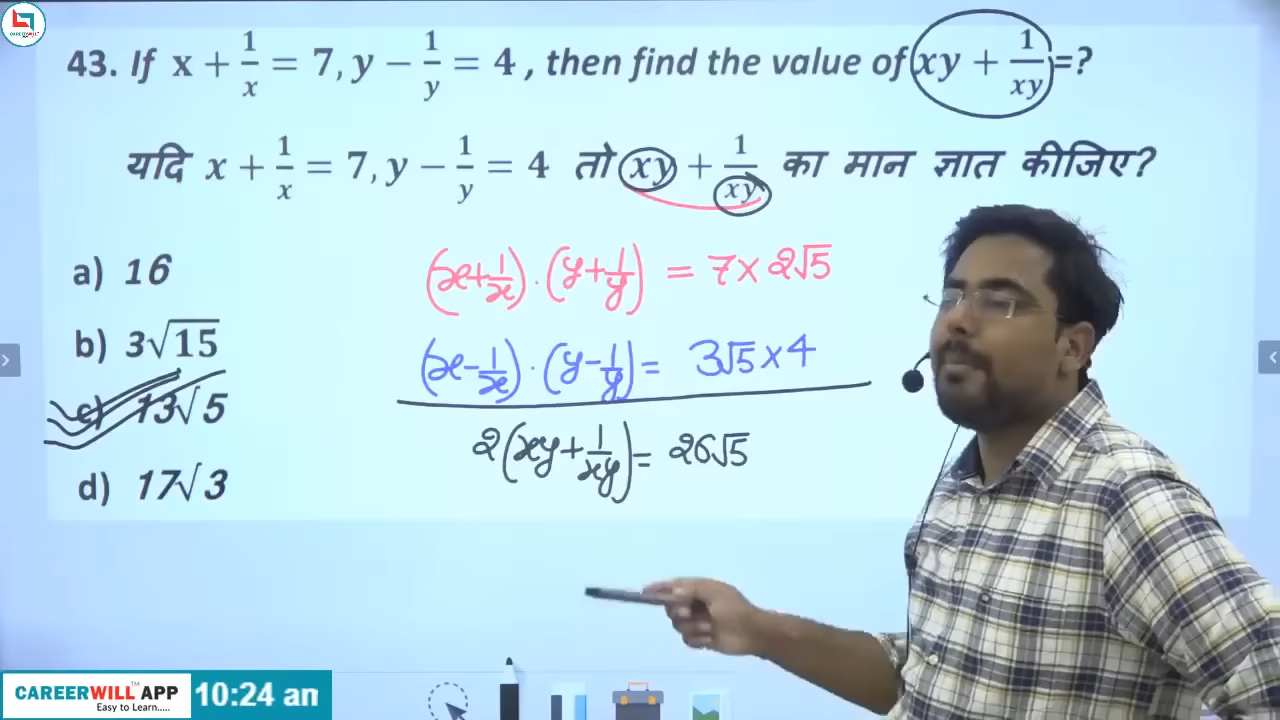 CAREERWILL
43. If x + 1/x = 7, y − 1/y = 4 , then find the value of xy + 1/xy =?
यदि x + 1/x = 7, y − 1/y = 4 तो xy + 1/xy का मान ज्ञात कीजिए?
a) 16
b) 3√15
c) 13√5
d) 17√3
(x+1/x)·(y+1/y) = 7×2√5
(x−1/x)·(y−1/y) = 3√5×4
2(xy+1/xy) = 26√5
CAREERWILL™ APP
Easy to Learn.....
10:24 am